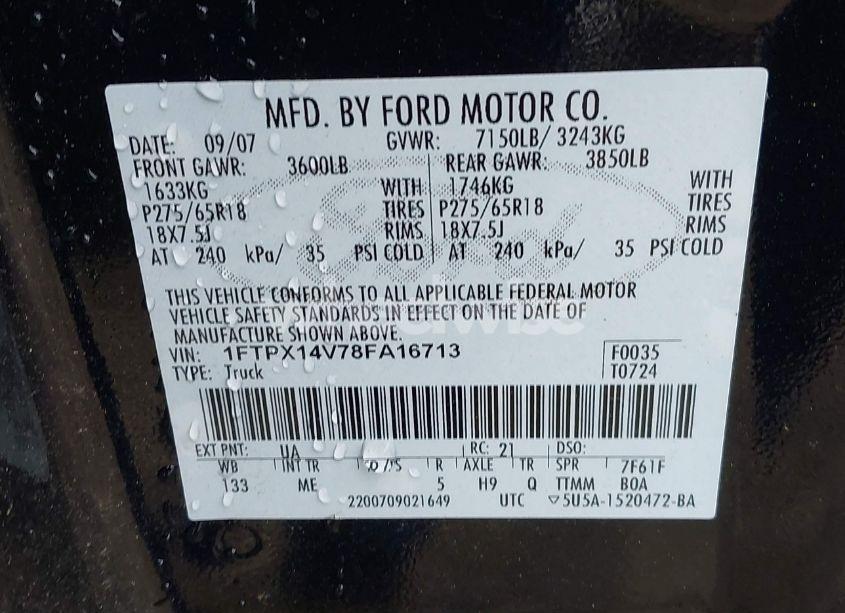 MFD. BY FORD MOTOR CO.
DATE: 09/07 GVWR: 7150LB/ 3243KG
FRONT GAWR: 3600LB REAR GAWR: 3850LB
1633KG WITH 1746KG WITH
P275/65R18 TIRES P275/65R18 TIRES
18X7.5J RIMS 18X7.5J RIMS
AT 240 kPa/ 35 PSI COLD AT 240 kPa/ 35 PSI COLD
THIS VEHICLE CONFORMS TO ALL APPLICABLE FEDERAL MOTOR
VEHICLE SAFETY STANDARDS IN EFFECT ON THE DATE OF
MANUFACTURE SHOWN ABOVE.
VIN: 1FTPX14V78FA16713 F0035
TYPE: Truck T0724
EXT PNT: UA RC: 21 DSO:
WB INT TR R AXLE TR SPR 7F61F
133 ME 5 H9 Q TTMM BOA
2200709021649 UTC ▽5U5A-1520472-BA